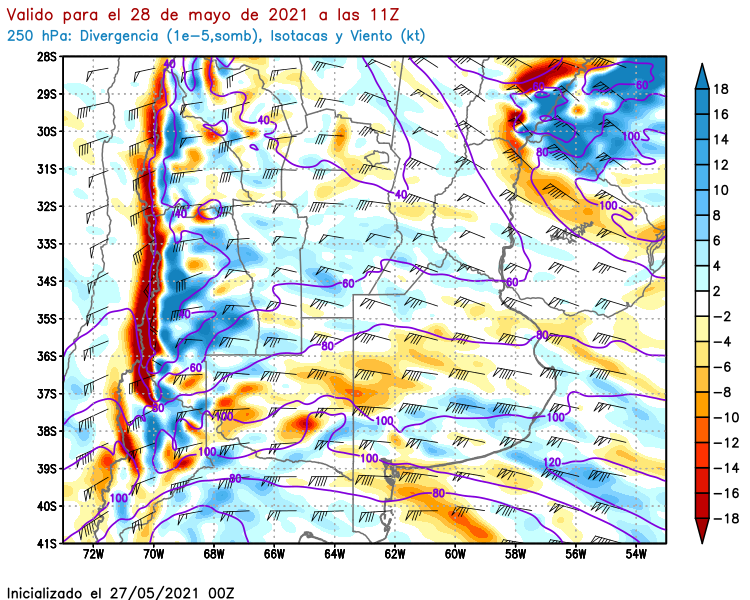 Valido para el 28 de mayo de 2021 a las 11Z
250 hPa: Divergencia (1e−5,somb), Isotacas y Viento (kt)
28S
29S
30S
31S
32S
33S
34S
35S
36S
37S
38S
39S
40S
41S
72W 70W 68W 66W 64W 62W 60W 58W 56W 54W
18
16
14
12
10
8
6
4
2
−2
−4
−6
−8
−10
−12
−14
−16
−18
40
60
60
100
40
80
40
100
40
60
60
40
80
80
60
80
100
100
100
100
100
120
80
80
100
Inicializado el 27/05/2021 00Z